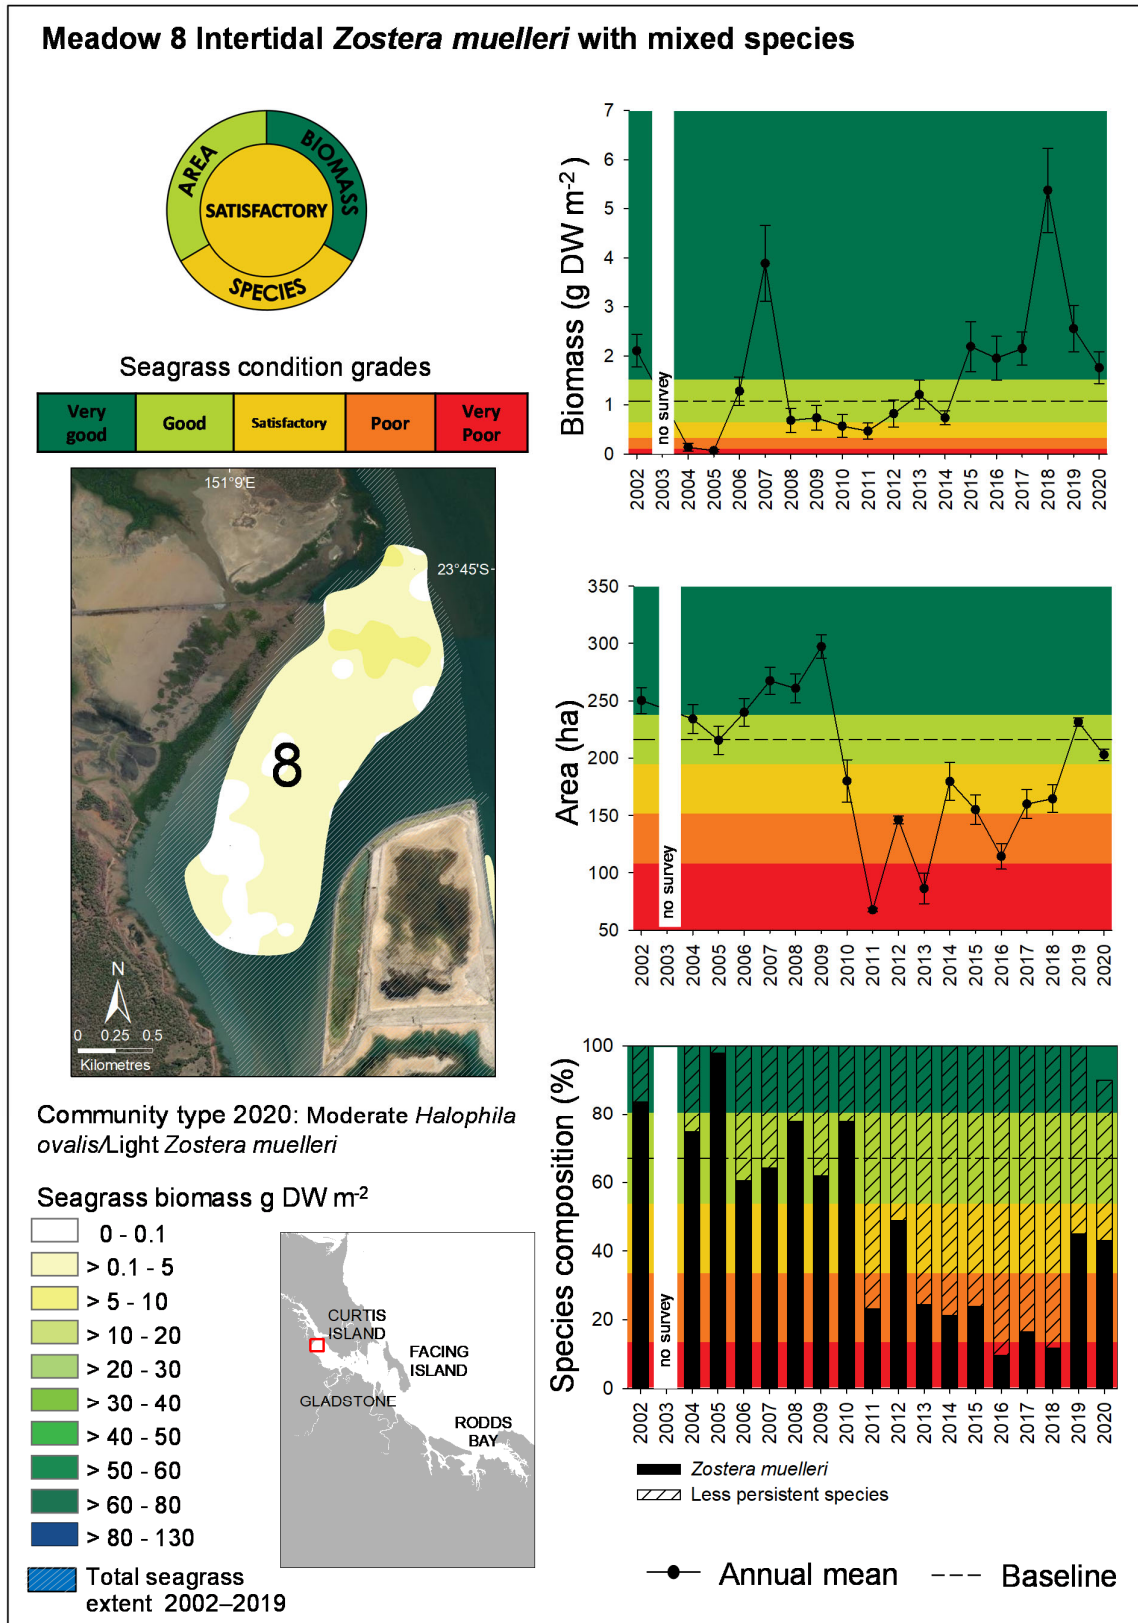 Meadow 8 Intertidal Zostera muelleri with mixed species
AREA
BIOMASS
SATISFACTORY
SPECIES
Seagrass condition grades
Very good
Good
Satisfactory
Poor
Very Poor
151°9'E
23°45'S
8
N
0 0.25 0.5
Kilometres
Community type 2020: Moderate Halophila
ovalis/Light Zostera muelleri
Seagrass biomass g DW m-2
0 - 0.1
> 0.1 - 5
> 5 - 10
> 10 - 20
> 20 - 30
> 30 - 40
> 40 - 50
> 50 - 60
> 60 - 80
> 80 - 130
Total seagrass
extent 2002–2019
CURTIS
ISLAND
FACING
ISLAND
GLADSTONE
RODDS
BAY
Biomass (g DW m-2)
7
6
5
4
3
2
1
0
no survey
2002 2003 2004 2005 2006 2007 2008 2009 2010 2011 2012 2013 2014 2015 2016 2017 2018 2019 2020
Area (ha)
350
300
250
200
150
100
50
no survey
2002 2003 2004 2005 2006 2007 2008 2009 2010 2011 2012 2013 2014 2015 2016 2017 2018 2019 2020
Species composition (%)
100
80
60
40
20
0
no survey
2002 2003 2004 2005 2006 2007 2008 2009 2010 2011 2012 2013 2014 2015 2016 2017 2018 2019 2020
Zostera muelleri
Less persistent species
Annual mean
Baseline